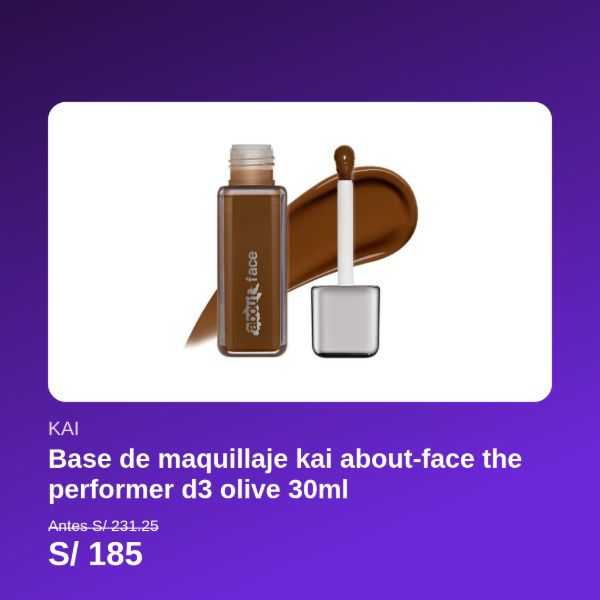 about-face
KAI
Base de maquillaje kai about-face the
performer d3 olive 30ml
Antes S/ 231.25
S/ 185